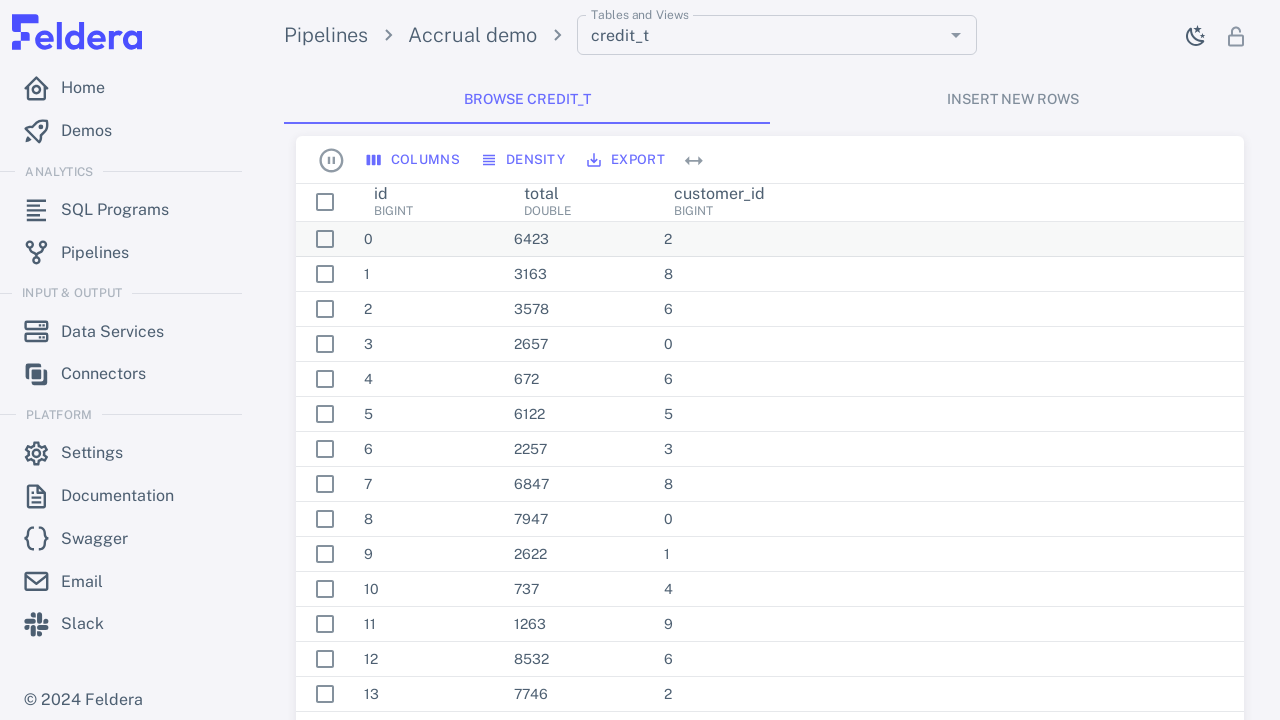 Feldera
Home
Demos
ANALYTICS
SQL Programs
Pipelines
INPUT & OUTPUT
Data Services
Connectors
PLATFORM
Settings
Documentation
Swagger
Email
Slack
© 2024 Feldera
Pipelines > Accrual demo >
Tables and Views
credit_t
BROWSE CREDIT_T INSERT NEW ROWS
COLUMNS DENSITY EXPORT
id total customer_id
BIGINT DOUBLE BIGINT
0 6423 2
1 3163 8
2 3578 6
3 2657 0
4 672 6
5 6122 5
6 2257 3
7 6847 8
8 7947 0
9 2622 1
10 737 4
11 1263 9
12 8532 6
13 7746 2